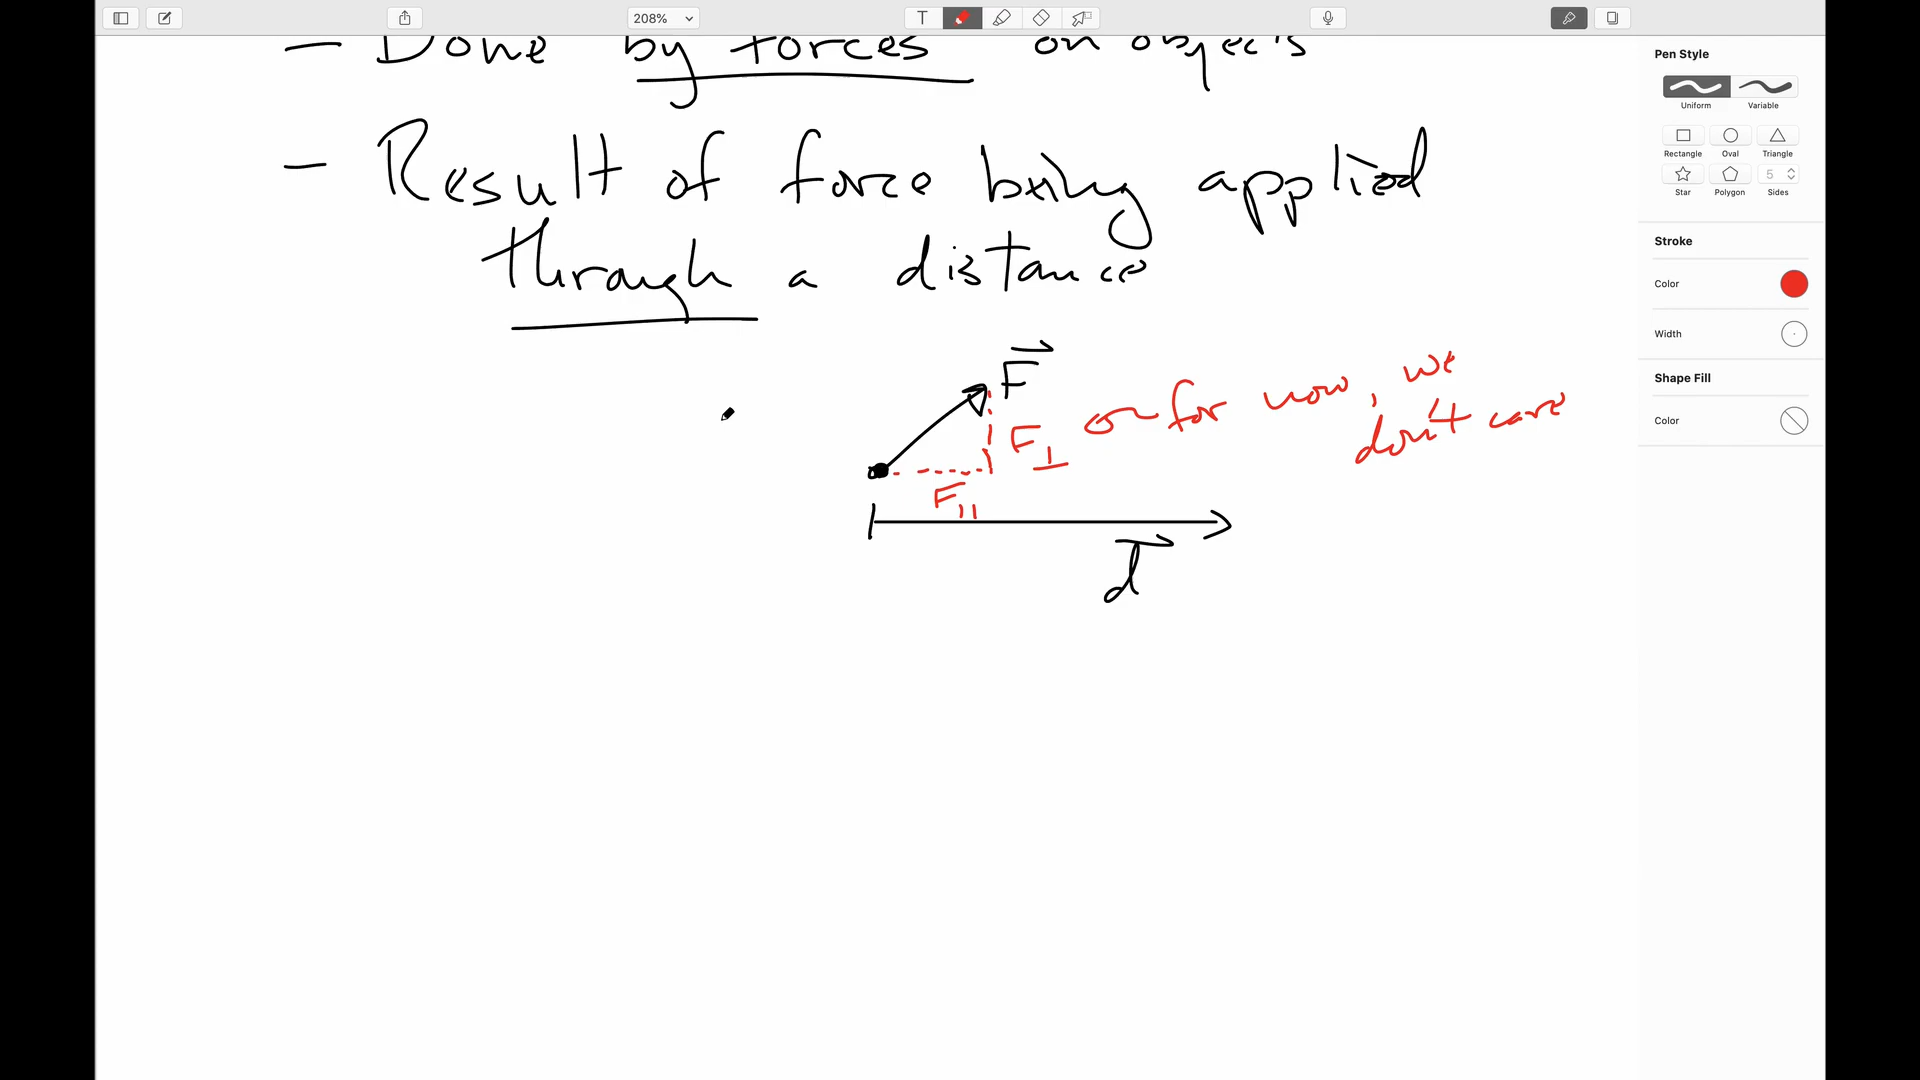 208%
T
— Done by forces on objects
— Result of force being applied
through a distance
F
F⊥ for now, we
don't care
F||
d
Pen Style
Uniform Variable
Rectangle Oval Triangle
5
Star Polygon Sides
Stroke
Color
Width
Shape Fill
Color